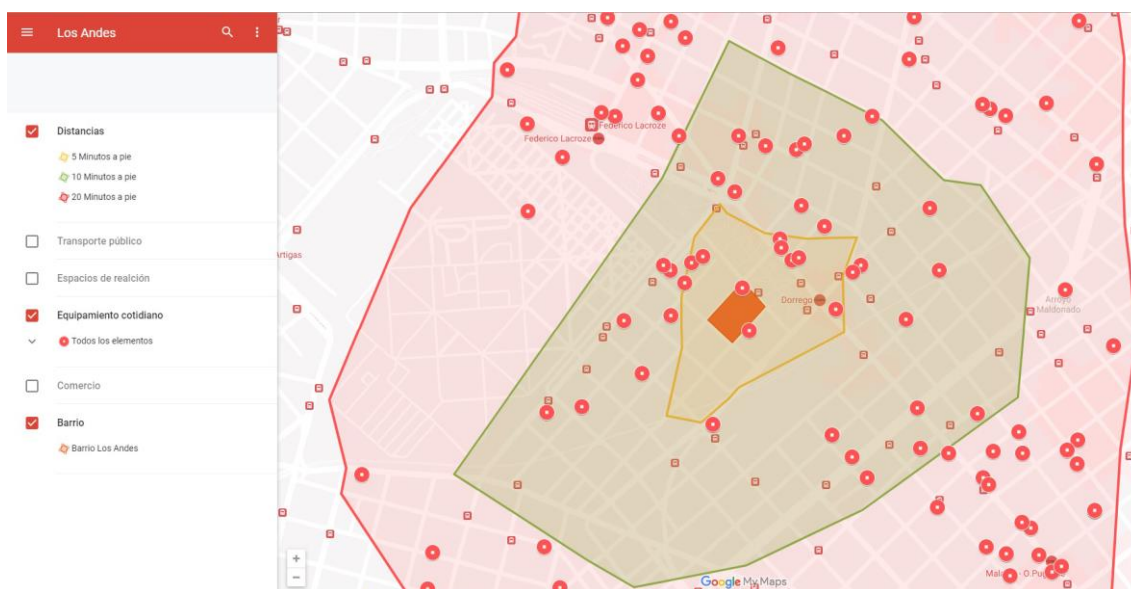 Los Andes
Distancias
5 Minutos a pie
10 Minutos a pie
20 Minutos a pie
Transporte público
Espacios de realción
Equipamiento cotidiano
Todos los elementos
Comercio
Barrio
Barrio Los Andes
Federico Lacroze
Federico Lacroze
Artigas
Dorrego
Arroyo
Maldonado
Google My Maps